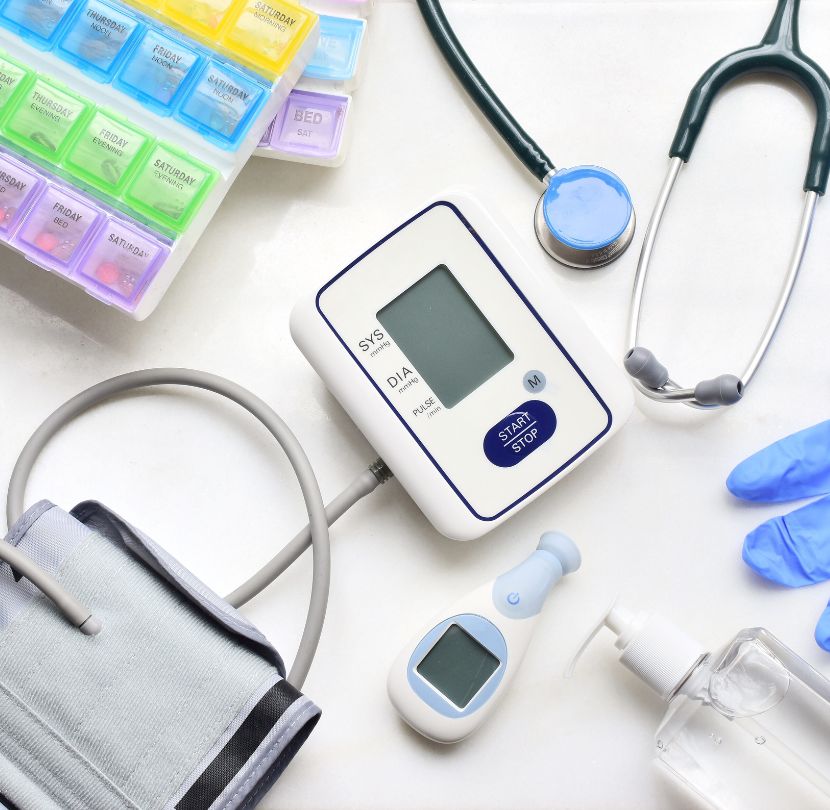 SATURDAY
MORNING
THURSDAY
NOON
FRIDAY
NOON
SATURDAY
NOON
THURSDAY
EVENING
FRIDAY
EVENING
SATURDAY
EVENING
FRIDAY
BED
SATURDAY
BED
SAT
SYS
mmHg
DIA
mmHg
PULSE
/min
M
START
STOP